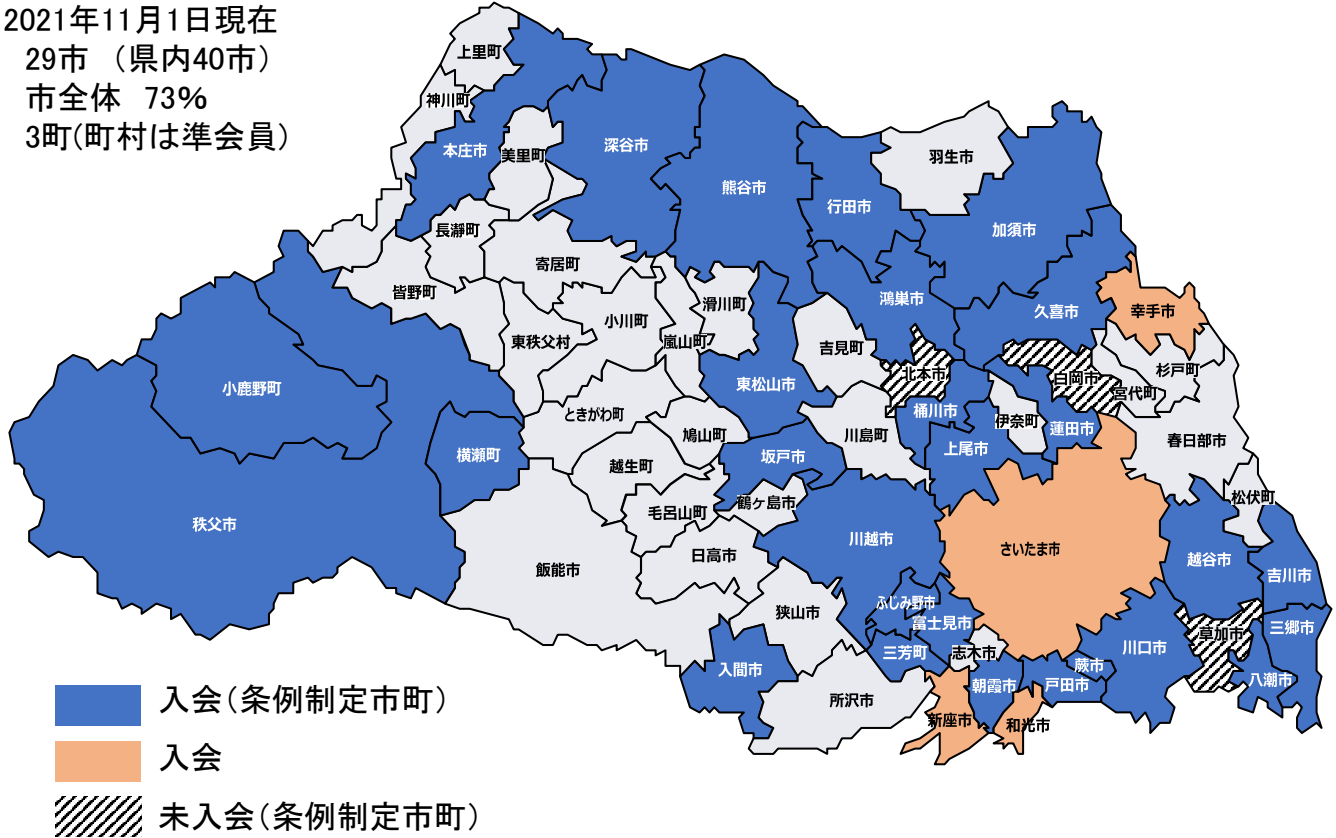 2021年11月1日現在
29市 （県内40市）
市全体 73%
3町(町村は準会員)
上里町
神川町
本庄市
美里町
深谷市
熊谷市
行田市
羽生市
加須市
長瀞町
皆野町
寄居町
小川町
東秩父村
嵐山町
滑川町
吉見町
鴻巣市
久喜市
幸手市
小鹿野町
ときがわ町
東松山市
北本市
白岡市
杉戸町
宮代町
横瀬町
鳩山町
川島町
桶川市
伊奈町
蓮田市
春日部市
越生町
坂戸市
上尾市
松伏町
秩父市
毛呂山町
鶴ヶ島市
川越市
さいたま市
越谷市
吉川市
飯能市
日高市
狭山市
ふじみ野市
富士見市
三芳町
志木市
川口市
草加市
三郷市
入間市
所沢市
朝霞市
蕨市
戸田市
八潮市
新座市
和光市
入会(条例制定市町)
入会
未入会(条例制定市町)